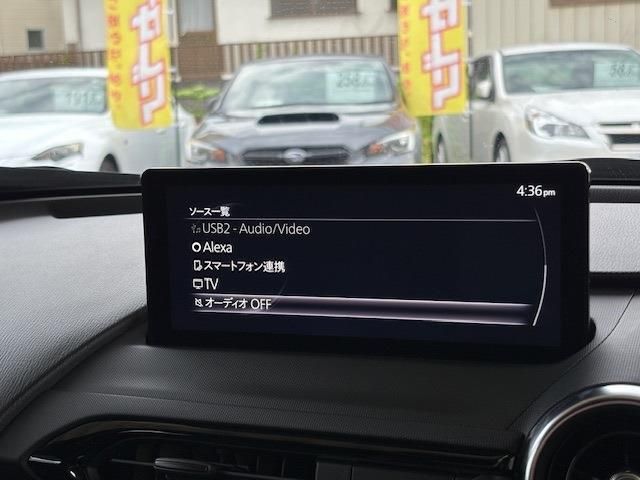 4:36pm
ソース一覧
USB2 - Audio/Video
Alexa
スマートフォン連携
TV
オーディオ OFF